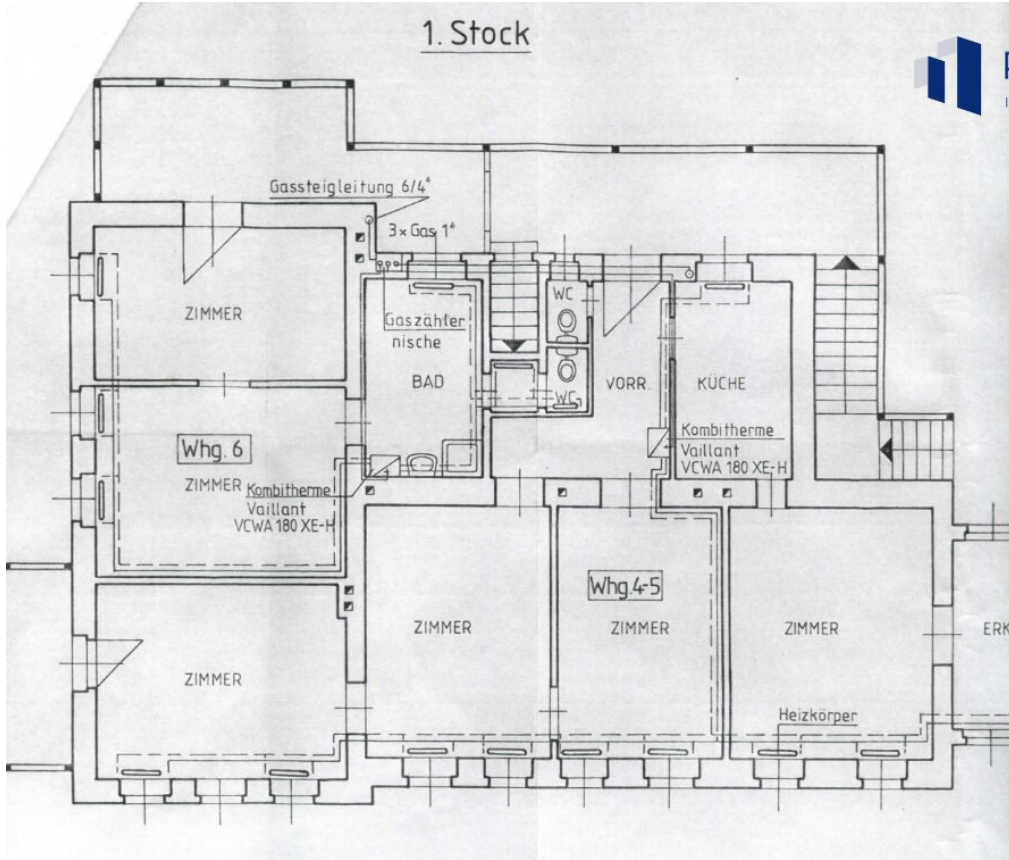 1. Stock
Gassteigleitung 6/4"
3 x Gas 1"
ZIMMER
Gaszähler
nische
BAD
WC
WC
VORR.
KÜCHE
Kombitherme
Vaillant
VCWA 180 XE-H
Whg. 6
ZIMMER
Kombitherme
Vaillant
VCWA 180 XE-H
Whg.4-5
ZIMMER
ZIMMER
ZIMMER
ZIMMER
ERK
Heizkörper